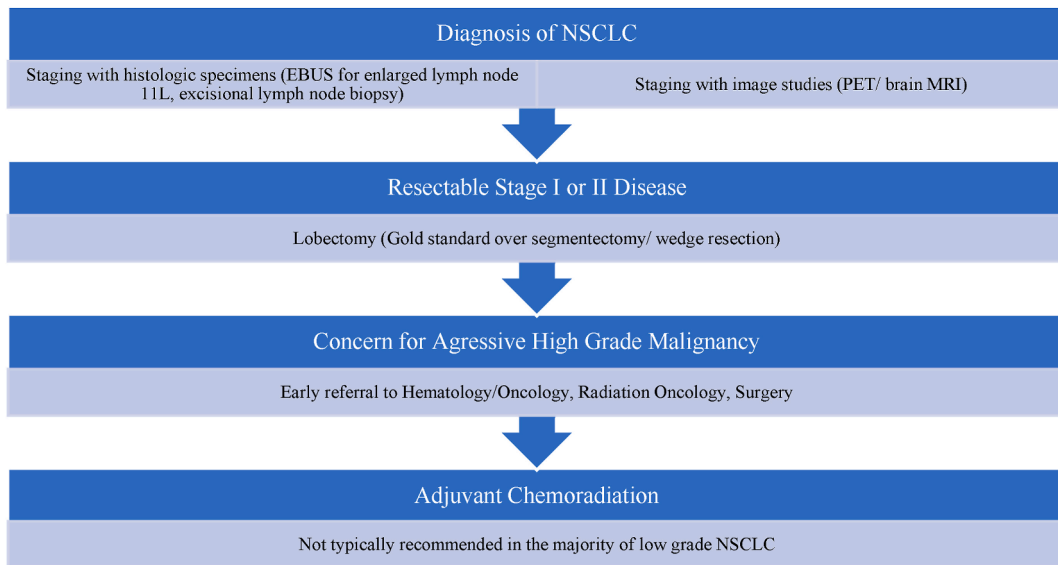 Diagnosis of NSCLC
Staging with histologic specimens (EBUS for enlarged lymph node
11L, excisional lymph node biopsy)
Staging with image studies (PET/ brain MRI)
Resectable Stage I or II Disease
Lobectomy (Gold standard over segmentectomy/ wedge resection)
Concern for Agressive High Grade Malignancy
Early referral to Hematology/Oncology, Radiation Oncology, Surgery
Adjuvant Chemoradiation
Not typically recommended in the majority of low grade NSCLC